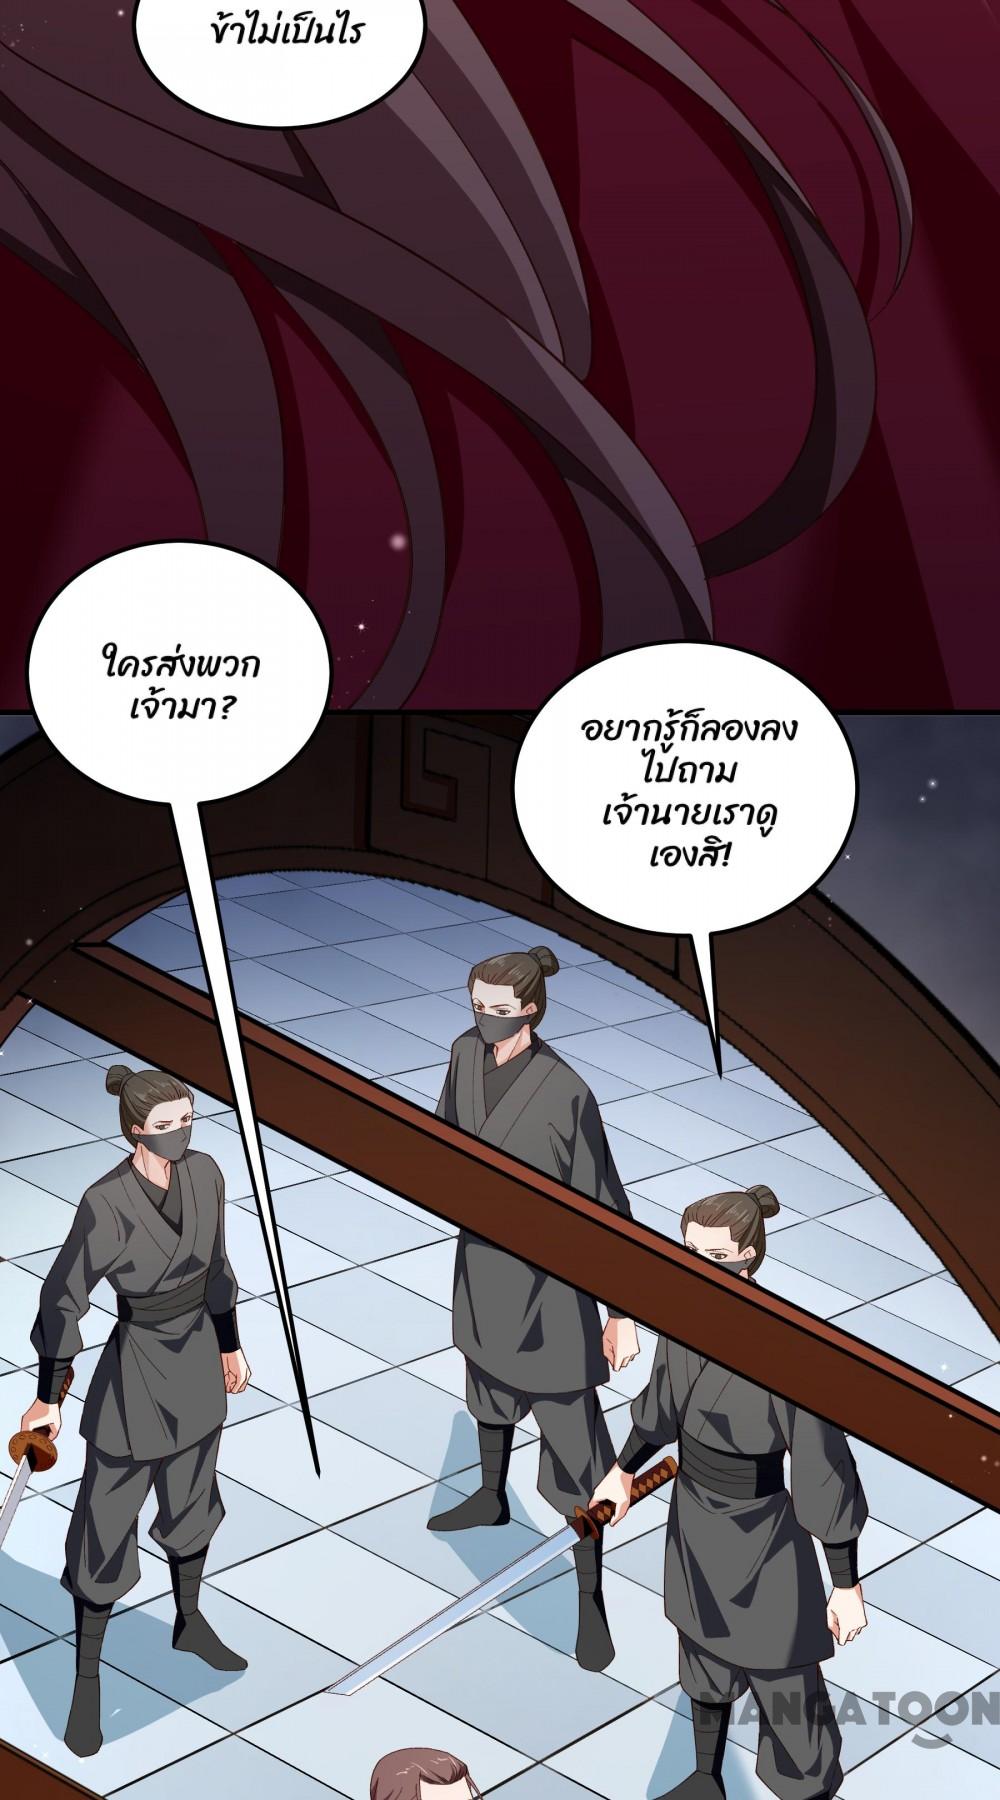 ข้าไม่เป็นไร
ใครส่งพวก
เจ้ามา?
อยากรู้ก็ลองลง
ไปถาม
เจ้านายเราดู
เองสิ!
MANGATOON